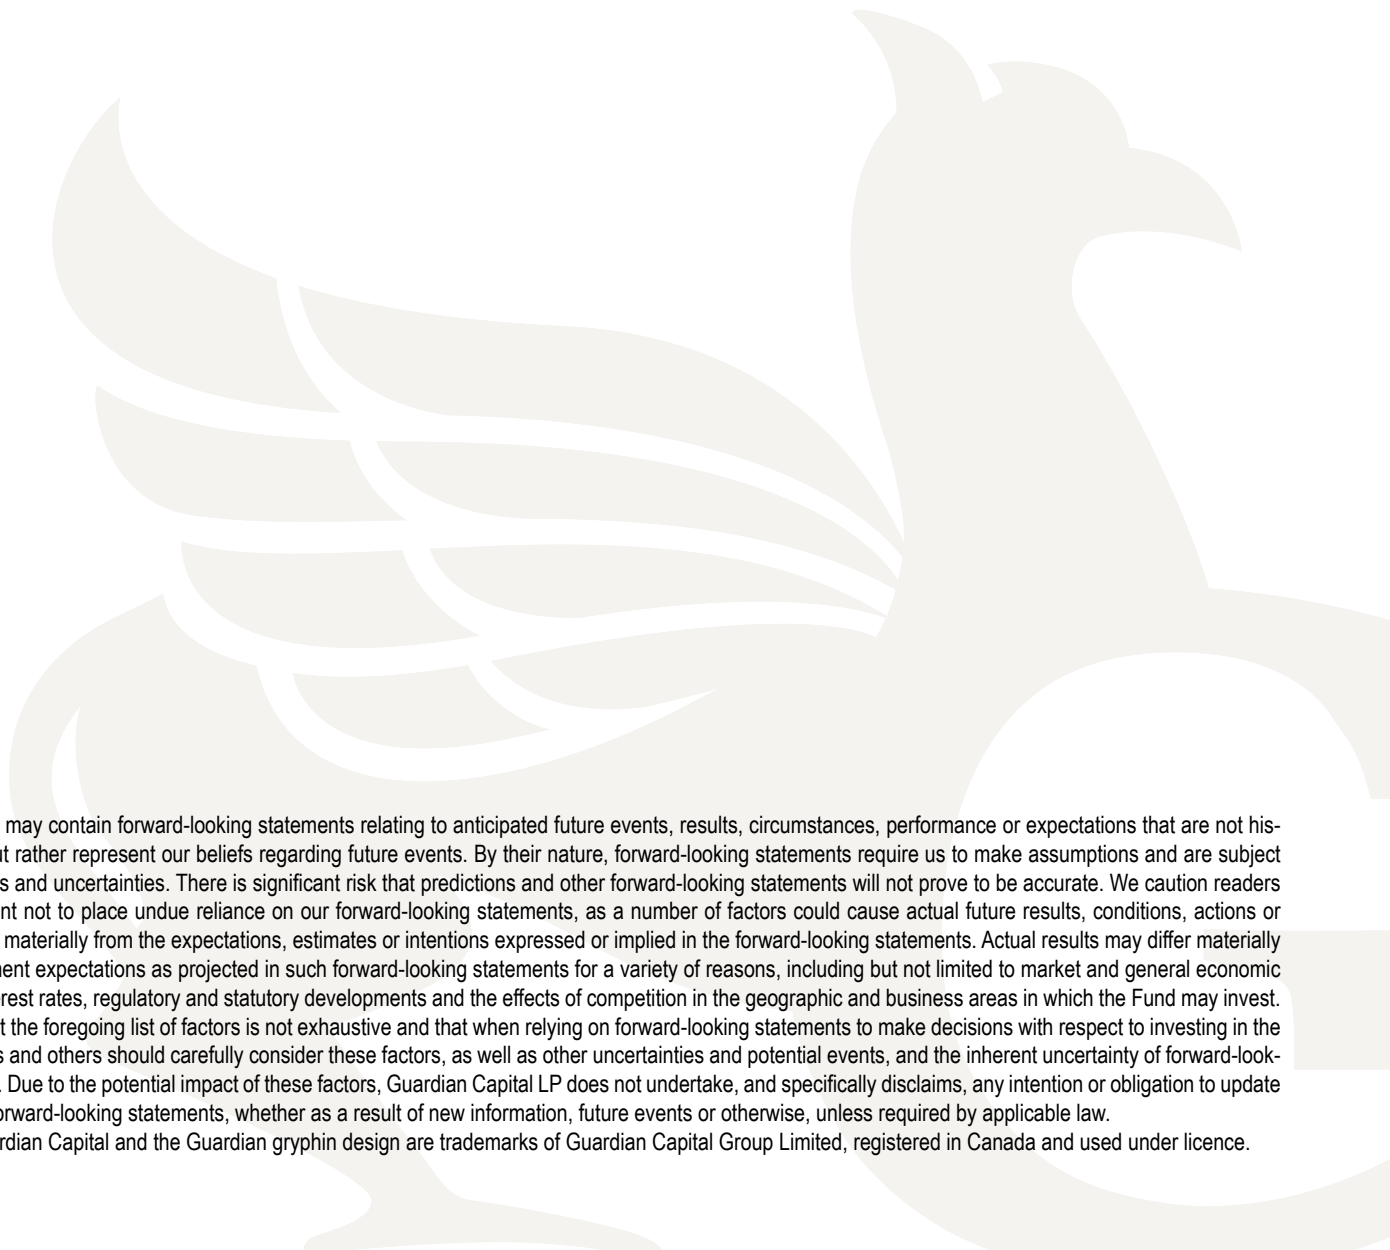 may contain forward-looking statements relating to anticipated future events, results, circumstances, performance or expectations that are not his-
rather represent our beliefs regarding future events. By their nature, forward-looking statements require us to make assumptions and are subject
and uncertainties. There is significant risk that predictions and other forward-looking statements will not prove to be accurate. We caution readers
not to place undue reliance on our forward-looking statements, as a number of factors could cause actual future results, conditions, actions or
materially from the expectations, estimates or intentions expressed or implied in the forward-looking statements. Actual results may differ materially
expectations as projected in such forward-looking statements for a variety of reasons, including but not limited to market and general economic
rates, regulatory and statutory developments and the effects of competition in the geographic and business areas in which the Fund may invest.
the foregoing list of factors is not exhaustive and that when relying on forward-looking statements to make decisions with respect to investing in the
and others should carefully consider these factors, as well as other uncertainties and potential events, and the inherent uncertainty of forward-look-
. Due to the potential impact of these factors, Guardian Capital LP does not undertake, and specifically disclaims, any intention or obligation to update
forward-looking statements, whether as a result of new information, future events or otherwise, unless required by applicable law.
rdian Capital and the Guardian gryphin design are trademarks of Guardian Capital Group Limited, registered in Canada and used under licence.